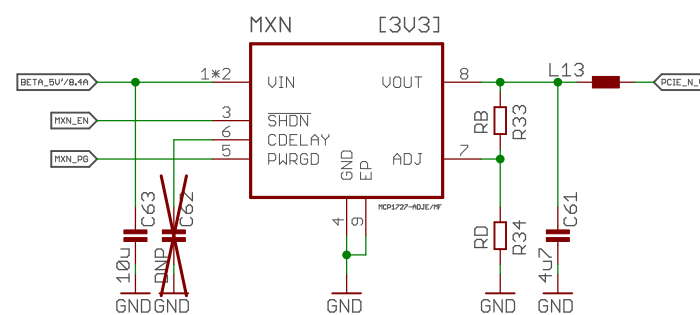 MXN [3V3]
BETA_5V'/8.4A 1*2 VIN VOUT 8 L13
MXN_EN 3 SHDN
6 CDELAY
MXN_PG 5 PWRGD ADJ 7
GND EP
4 9
MCP1727-ADJE/MF
RB R33
RD R34
C63 10u
C62 DNP
C61 4u7
GND GND GND GND GND